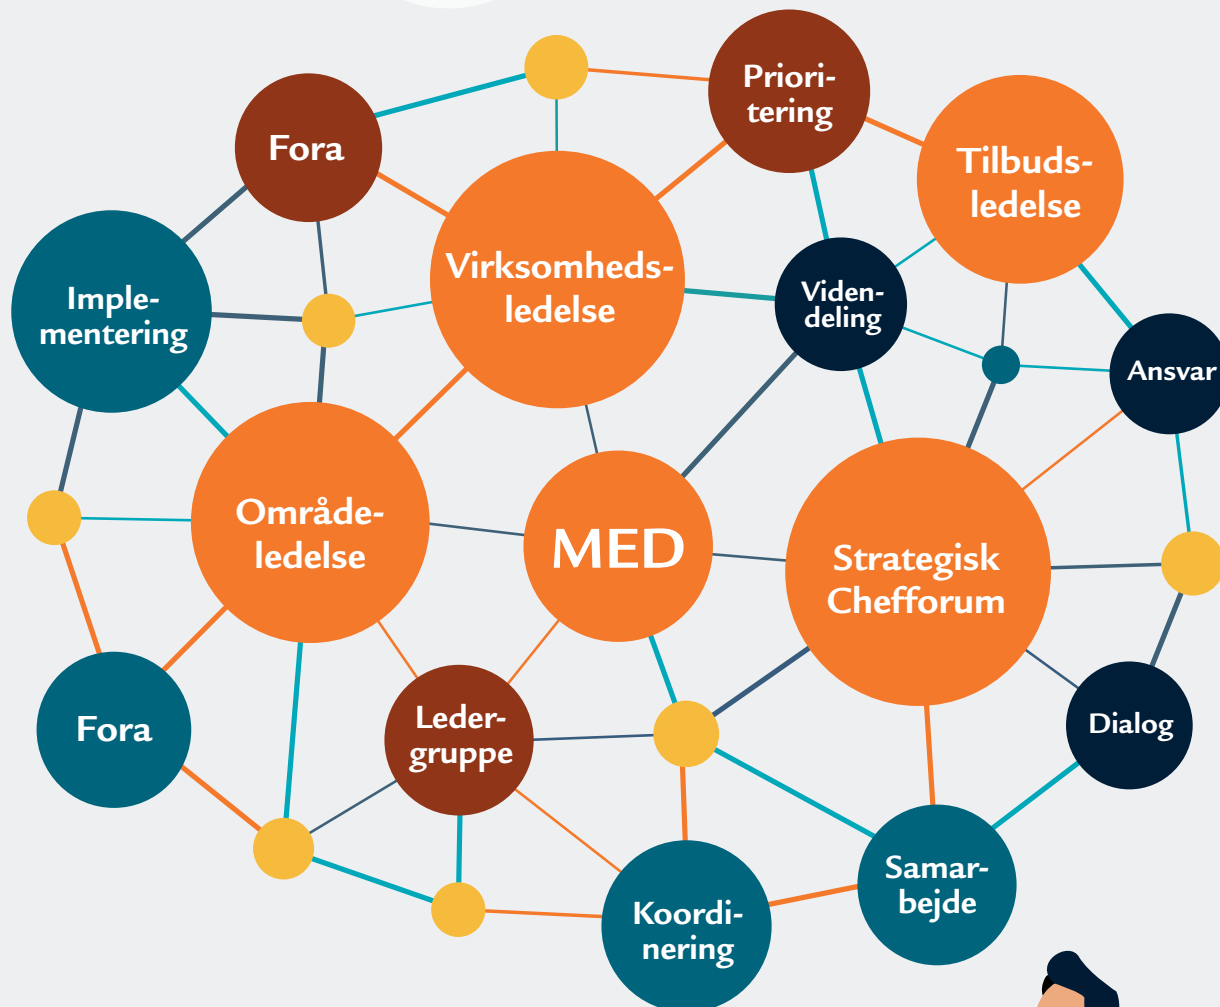 Priori-
tering
Fora
Tilbuds-
ledelse
Virksomheds-
ledelse
Imple-
mentering
Viden-
deling
Ansvar
Område-
ledelse
MED
Strategisk
Chefforum
Fora
Leder-
gruppe
Dialog
Samar-
bejde
Koordi-
nering